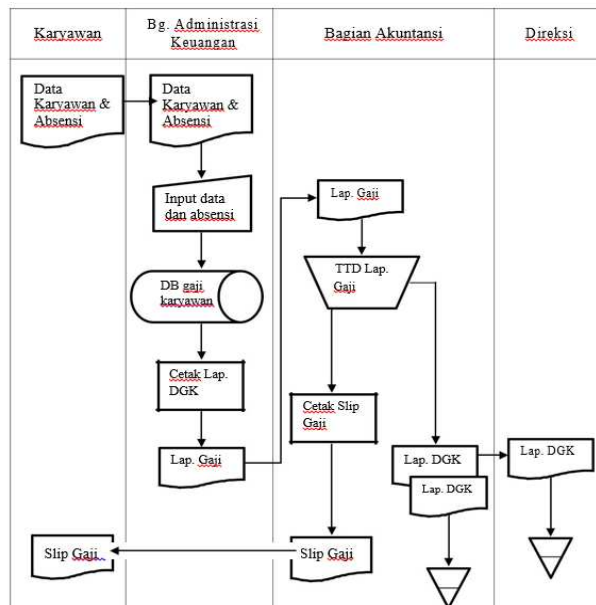 Karyawan
Bg. Administrasi
Keuangan
Bagian Akuntansi
Direksi
Data
Karyawan &
Absensi
Data
Karyawan &
Absensi
Input data
dan absensi
DB gaji
karyawan
Cetak Lap.
DGK
Lap. Gaji
Lap. Gaji
TTD Lap.
Gaji
Cetak Slip
Gaji
Lap. DGK
Lap. DGK
Lap. DGK
Slip Gaji
Slip Gaji